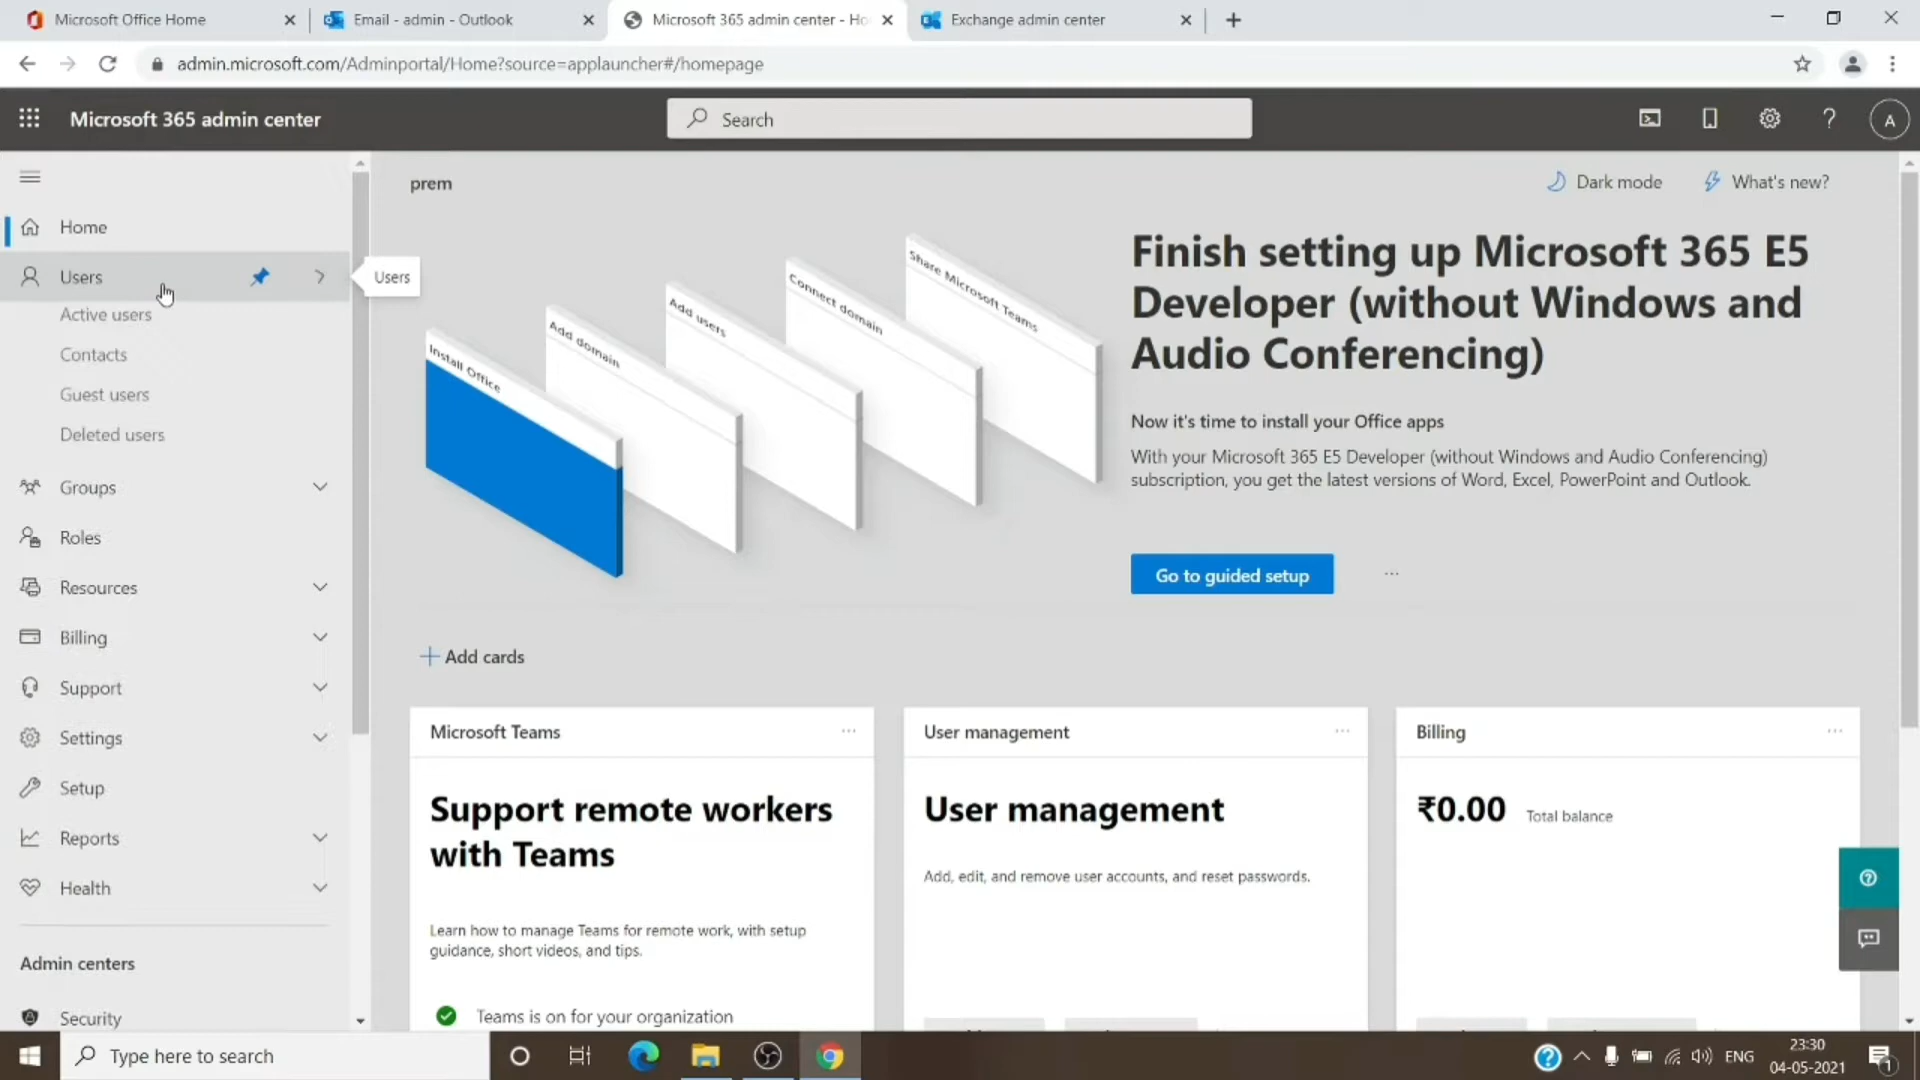 Microsoft Office Home
Email - admin - Outlook
Microsoft 365 admin center - Ho
Exchange admin center
admin.microsoft.com/Adminportal/Home?source=applauncher#/homepage
Microsoft 365 admin center
Search
A
prem
Dark mode
What's new?
Home
Users
Users
Active users
Contacts
Guest users
Deleted users
Groups
Roles
Resources
Billing
Support
Settings
Setup
Reports
Health
Admin centers
Security
Install Office
Add domain
Add users
Connect domain
Share Microsoft Teams
Finish setting up Microsoft 365 E5
Developer (without Windows and
Audio Conferencing)
Now it's time to install your Office apps
With your Microsoft 365 E5 Developer (without Windows and Audio Conferencing)
subscription, you get the latest versions of Word, Excel, PowerPoint and Outlook.
Go to guided setup
Add cards
Microsoft Teams
Support remote workers
with Teams
Learn how to manage Teams for remote work, with setup
guidance, short videos, and tips.
Teams is on for your organization
User management
User management
Add, edit, and remove user accounts, and reset passwords.
Billing
₹0.00 Total balance
Type here to search
ENG
23:30
04-05-2021
1